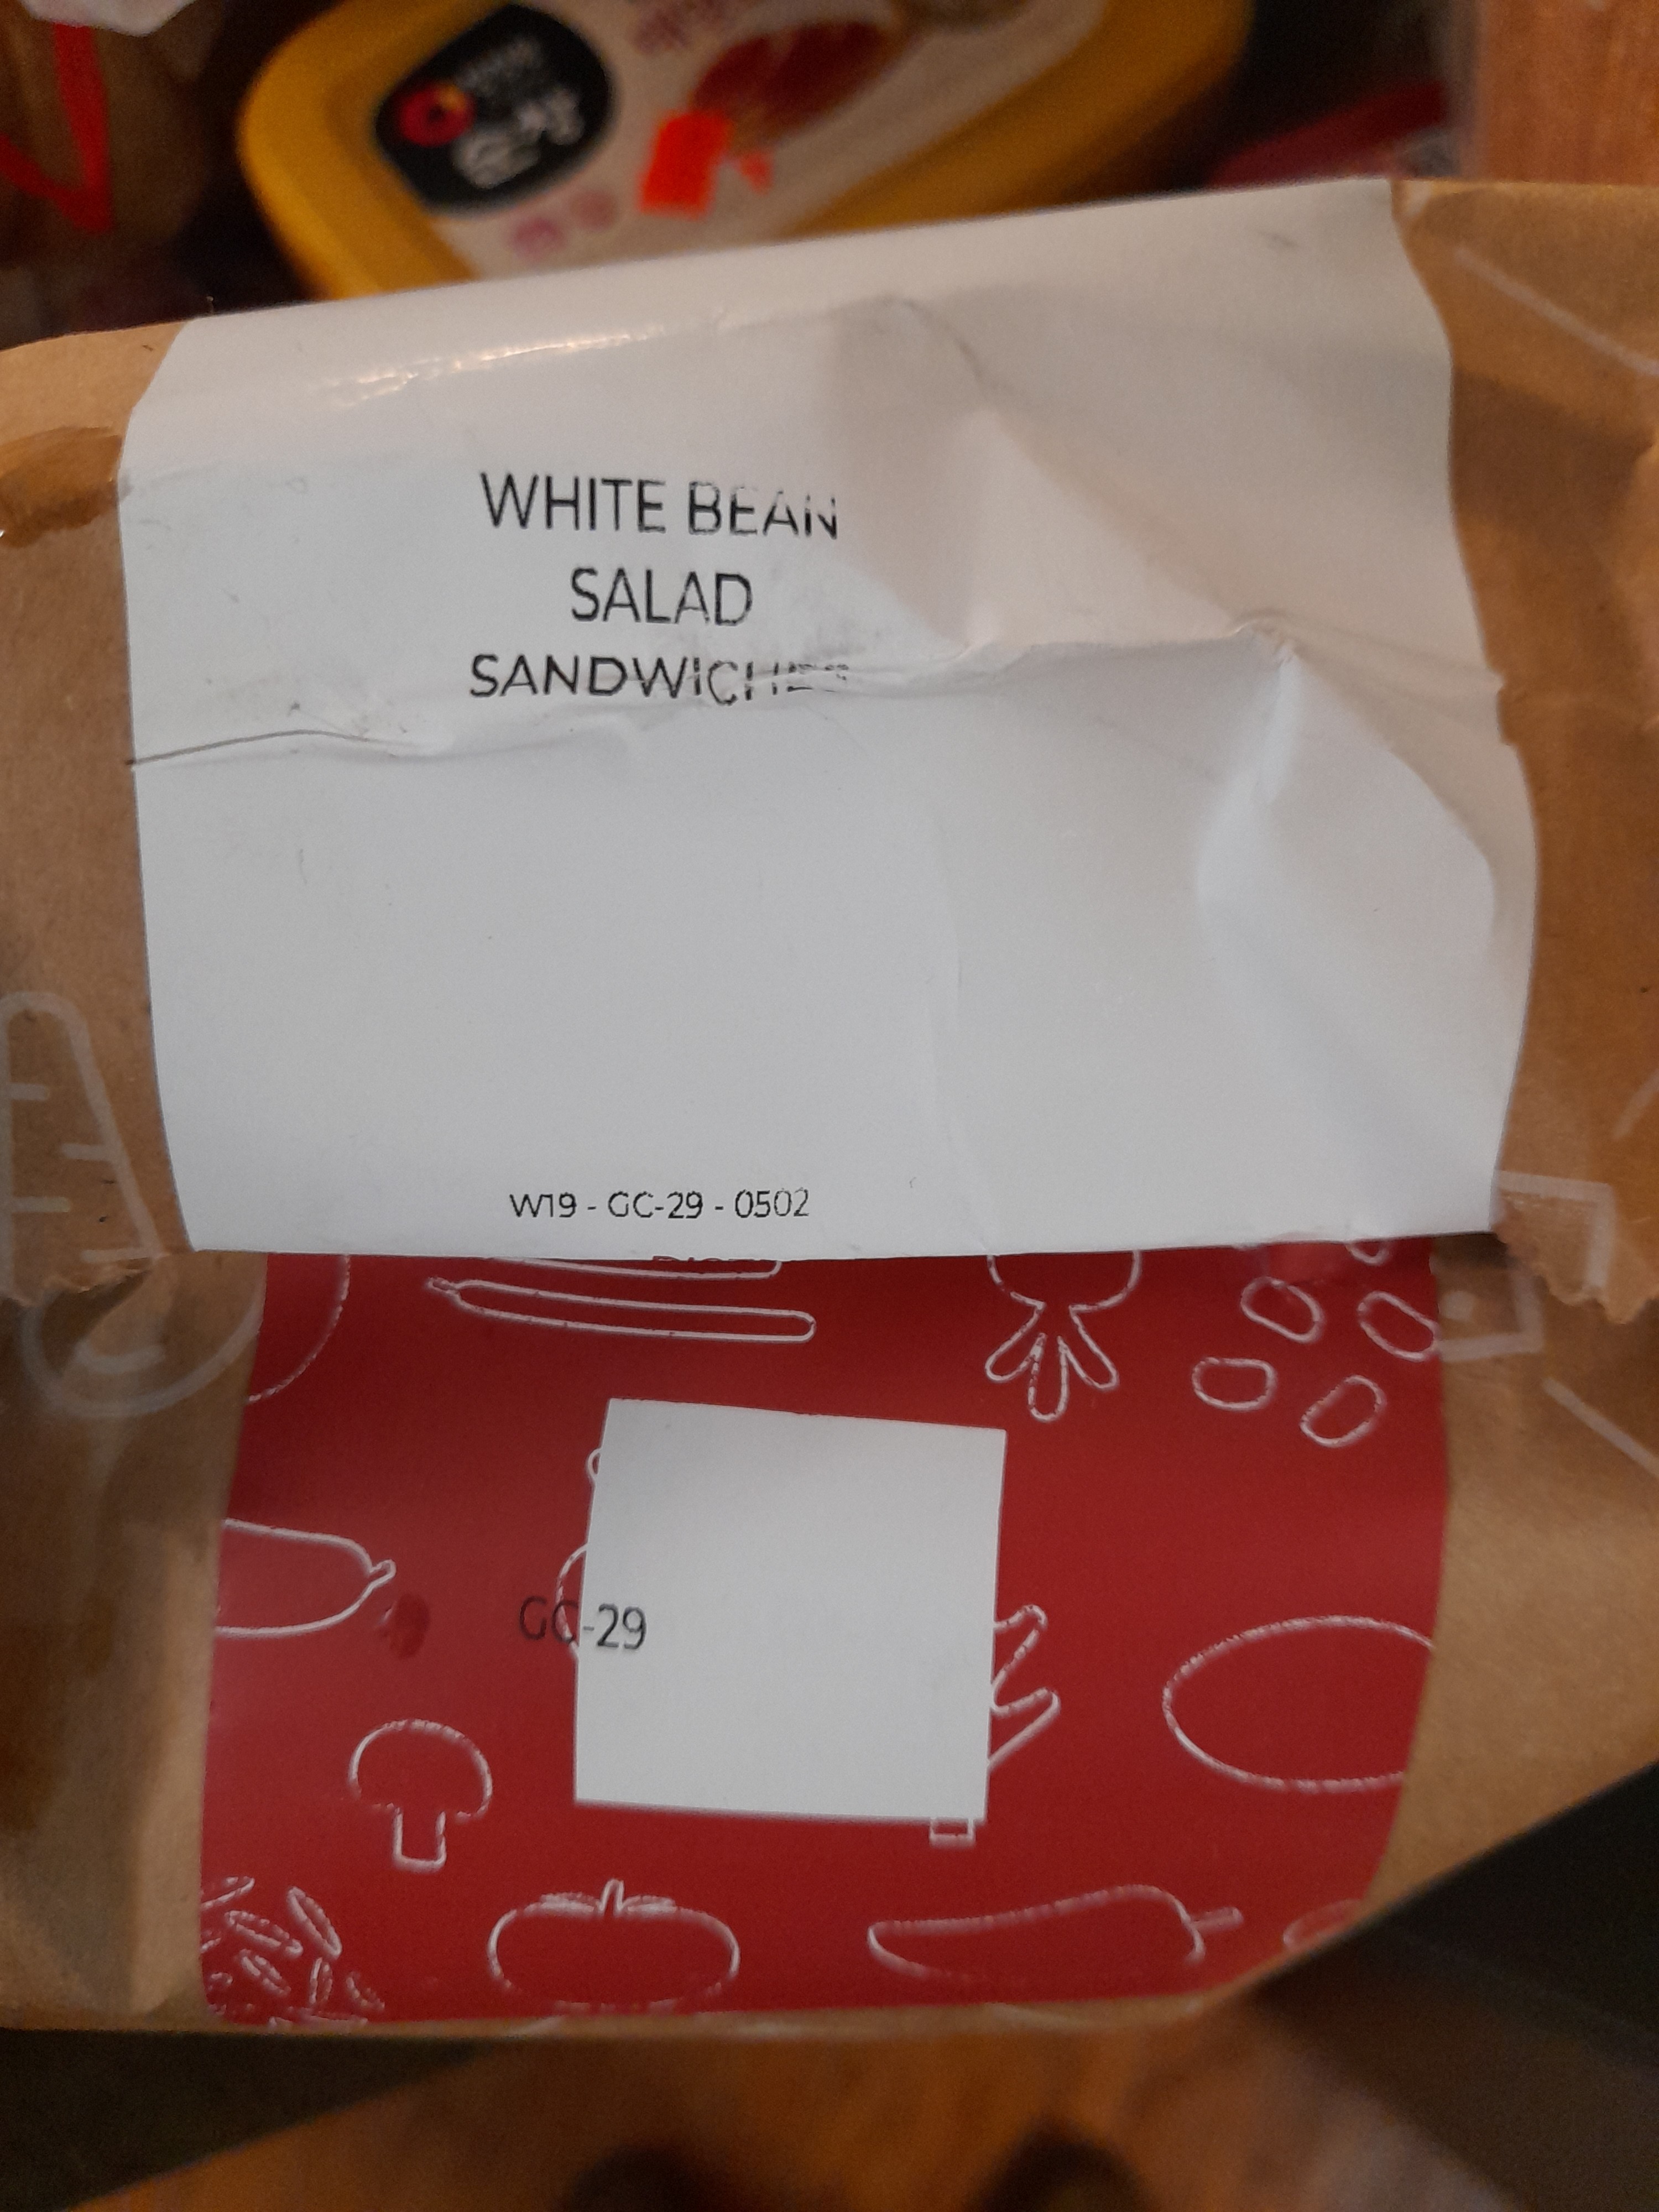 WHITE BEAN
SALAD
SANDWICHES
W19 - GC-29 - 0502
GC-29